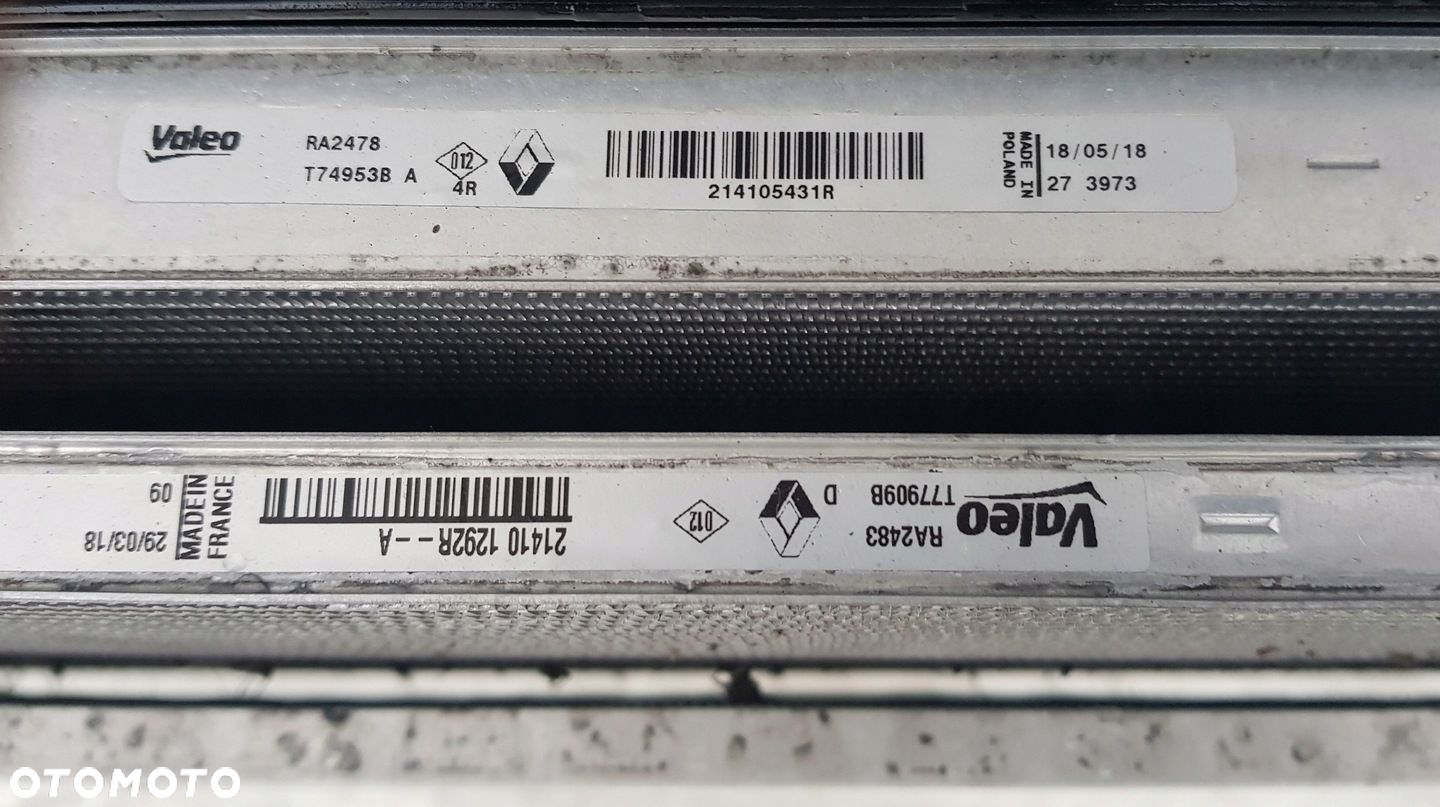 Valeo
RA2478
T74953B A
012
4R
214105431R
MADE IN
POLAND
18/05/18
27 3973
Valeo
RA2483
T77909B
D
012
21410 1292R--A
MADE IN
FRANCE
29/03/18
09
OTOMOTO